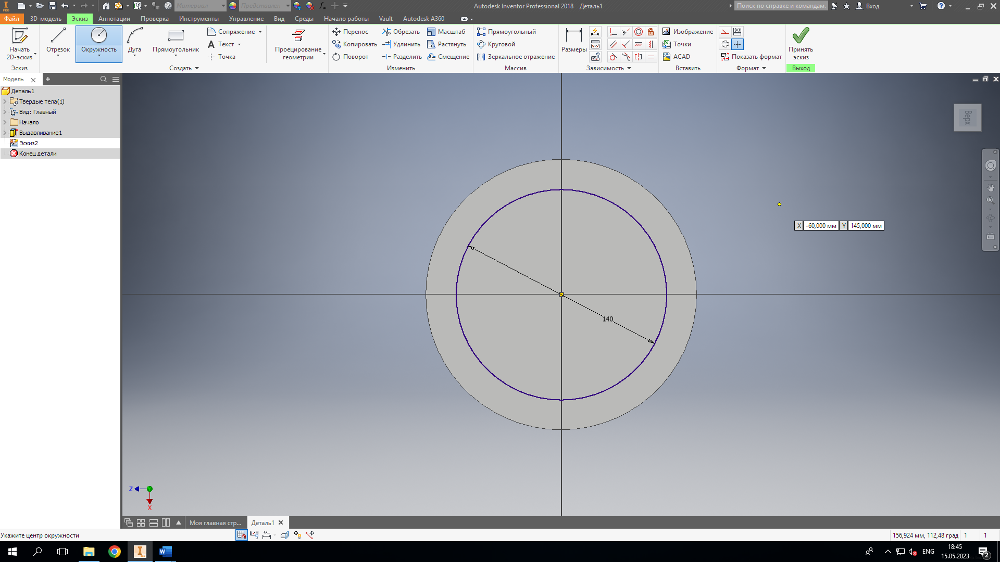 Материал
Представлен
Autodesk Inventor Professional 2018 Деталь1
Поиск по справке и командам.
Вход
Файл 3D-модель Эскиз Аннотации Проверка Инструменты Управление Вид Среды Начало работы Vault Autodesk A360
Начать
2D-эскиз
Отрезок
Окружность
Дуга
Прямоугольник
Сопряжение
Текст
Точка
Проецирование
геометрии
Перенос
Копировать
Поворот
Обрезать
Удлинить
Разделить
Масштаб
Растянуть
Смещение
Прямоугольный
Круговой
Зеркальное отражение
Размеры
Изображение
Точки
ACAD
Показать формат
Принять
эскиз
Эскиз Создать Изменить Массив Зависимость Вставить Формат Выход
Модель
Деталь1
Твердые тела(1)
Вид: Главный
Начало
Выдавливание1
Эскиз2
Конец детали
Верх
X -60,000 мм Y 145,000 мм
140
Z
X
Моя главная стр... Деталь1
Укажите центр окружности
156,924 мм, 112,48 град 1 1
ENG
18:45
15.05.2023
2